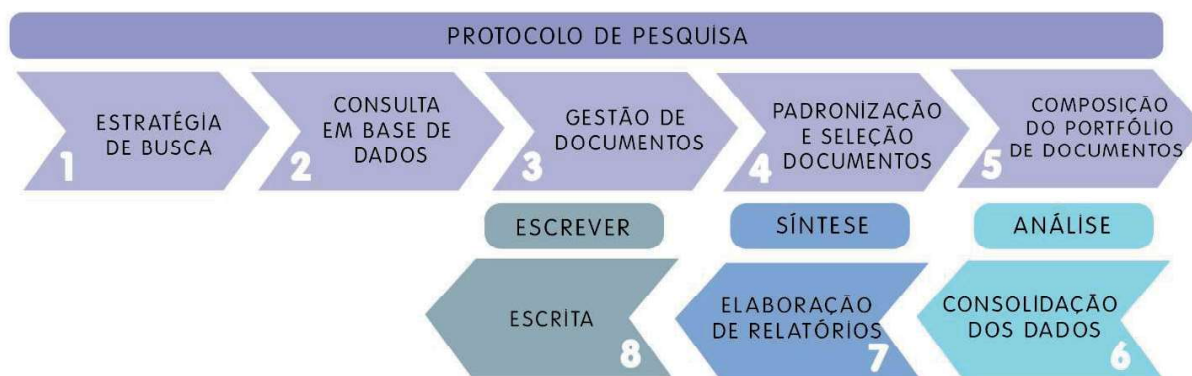 PROTOCOLO DE PESQUISA
ESTRATÉGIA
DE BUSCA
1
CONSULTA
EM BASE DE
DADOS
2
GESTÃO DE
DOCUMENTOS
3
PADRONIZAÇÃO
E SELEÇÃO
DOCUMENTOS
4
COMPOSIÇÃO
DO PORTFÓLIO
DE DOCUMENTOS
5
ESCREVER
SÍNTESE
ANÁLISE
ESCRITA
8
ELABORAÇÃO
DE RELATÓRIOS
7
CONSOLIDAÇÃO
DOS DADOS
6